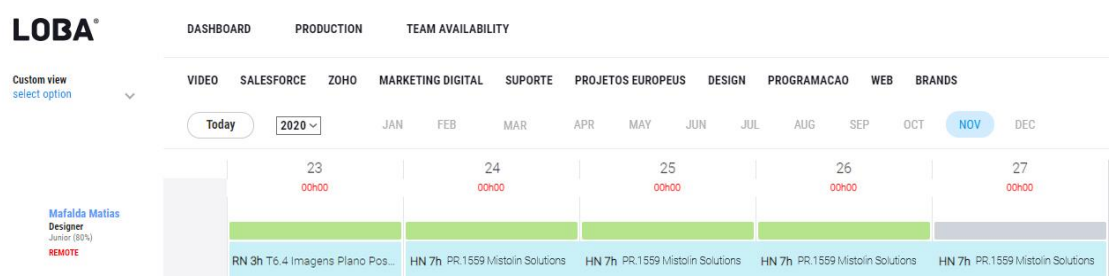 LOBA®
DASHBOARD PRODUCTION TEAM AVAILABILITY
Custom view
select option
VIDEO SALESFORCE ZOHO MARKETING DIGITAL SUPORTE PROJETOS EUROPEUS DESIGN PROGRAMACAO WEB BRANDS
Today 2020 JAN FEB MAR APR MAY JUN JUL AUG SEP OCT NOV DEC
23 24 25 26 27
00h00 00h00 00h00 00h00 00h00
Mafalda Matias
Designer
Junior (80%)
REMOTE
RN 3h T6.4 Imagens Plano Pos... HN 7h PR.1559 Mistolin Solutions HN 7h PR.1559 Mistolin Solutions HN 7h PR.1559 Mistolin Solutions HN 7h PR.1559 Mistolin Solutions